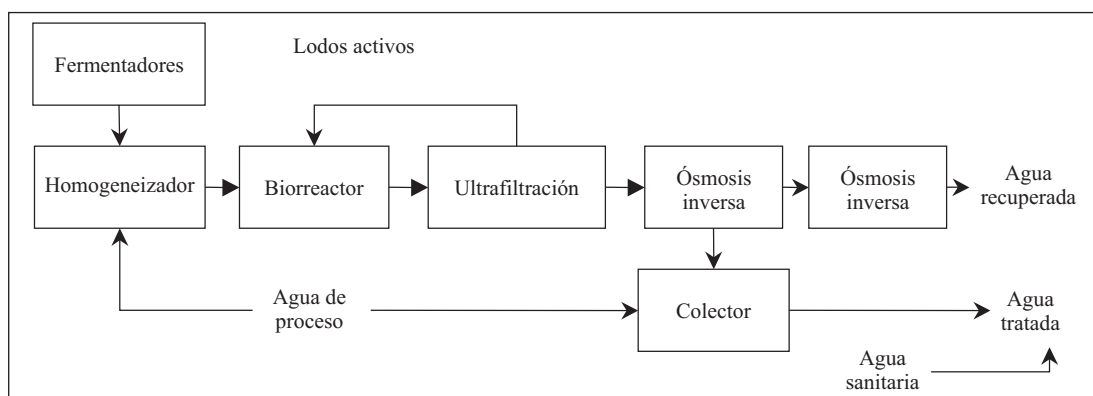 Lodos activos
Fermentadores
Homogeneizador
Biorreactor
Ultrafiltración
Ósmosis
inversa
Ósmosis
inversa
Agua
recuperada
Agua de
proceso
Colector
Agua
tratada
Agua
sanitaria